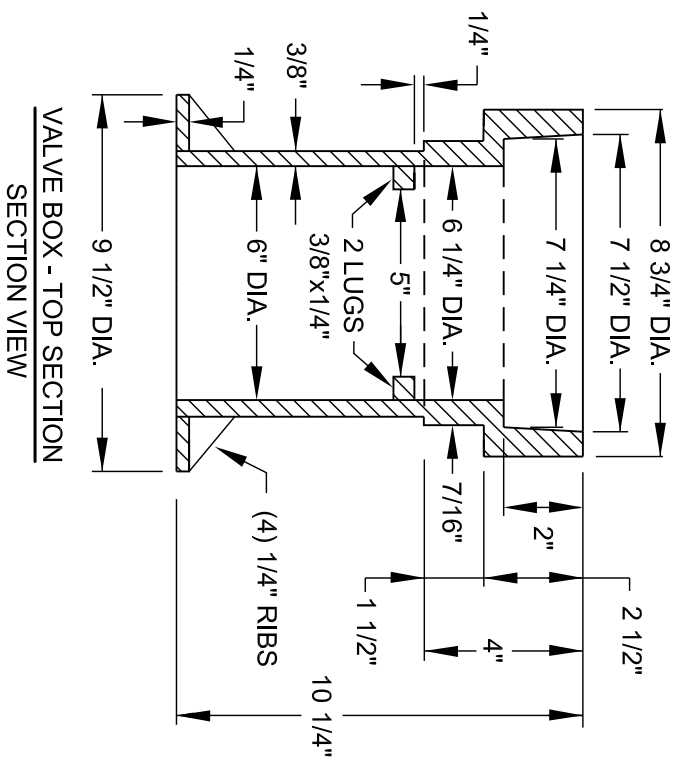 8 3/4" DIA.
7 1/2" DIA.
7 1/4" DIA.
2"
2 1/2"
1/4"
6 1/4" DIA.
7/16"
1 1/2"
4"
5"
2 LUGS
3/8"x1/4"
3/8"
6" DIA.
1/4"
(4) 1/4" RIBS
10 1/4"
9 1/2" DIA.
VALVE BOX - TOP SECTION
SECTION VIEW